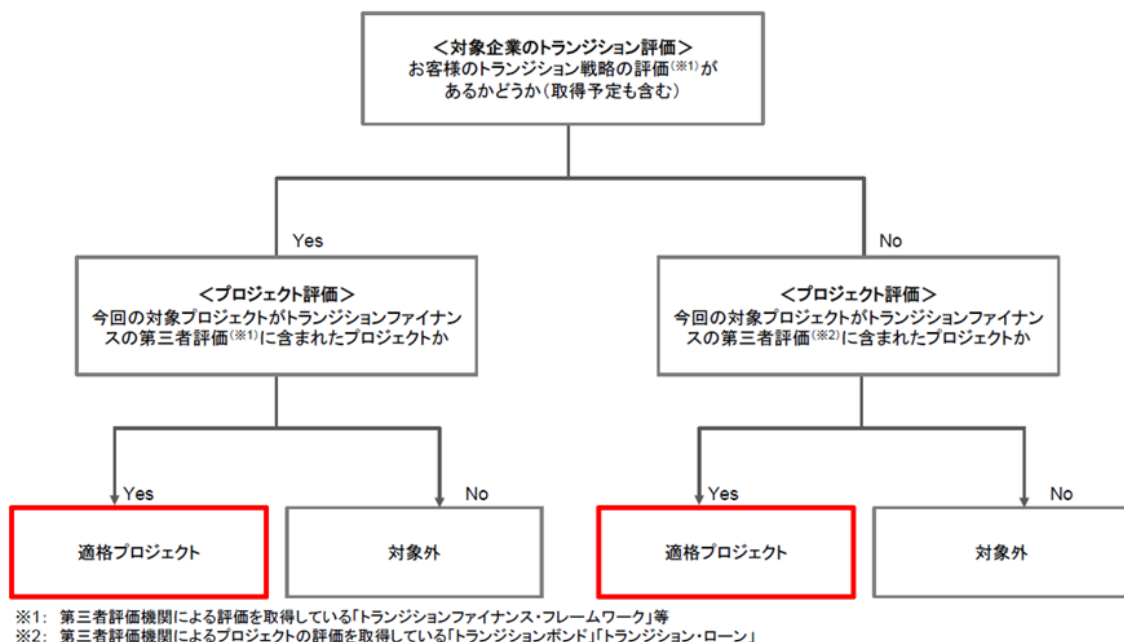 ＜対象企業のトランジション評価＞
お客様のトランジション戦略の評価(※1)が
あるかどうか（取得予定も含む）
Yes
No
＜プロジェクト評価＞
今回の対象プロジェクトがトランジションファイナン
スの第三者評価(※1)に含まれたプロジェクトか
＜プロジェクト評価＞
今回の対象プロジェクトがトランジションファイナン
スの第三者評価(※2)に含まれたプロジェクトか
Yes
No
Yes
No
適格プロジェクト
対象外
適格プロジェクト
対象外
※1： 第三者評価機関による評価を取得している「トランジションファイナンス・フレームワーク」等
※2： 第三者評価機関によるプロジェクトの評価を取得している「トランジションボンド」「トランジション・ローン」